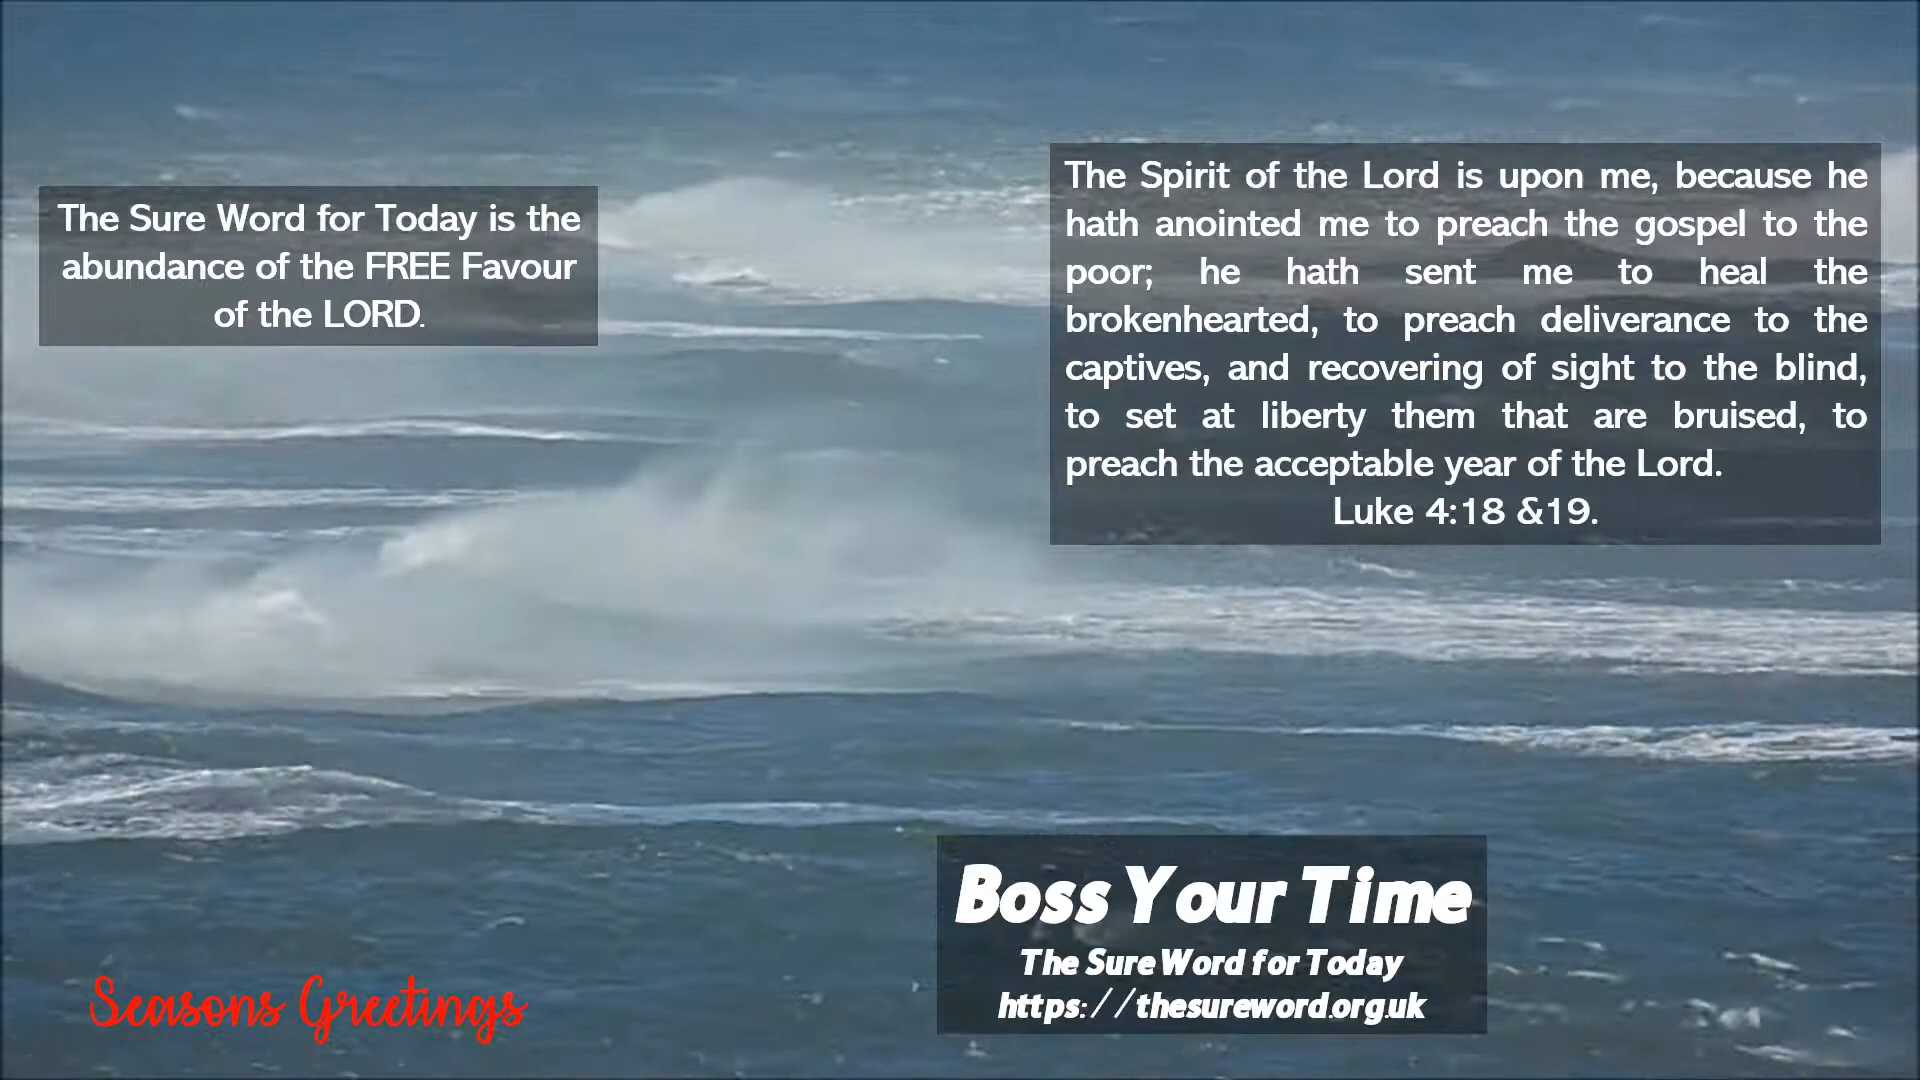 The Sure Word for Today is the
abundance of the FREE Favour
of the LORD.
The Spirit of the Lord is upon me, because he
hath anointed me to preach the gospel to the
poor; he hath sent me to heal the
brokenhearted, to preach deliverance to the
captives, and recovering of sight to the blind,
to set at liberty them that are bruised, to
preach the acceptable year of the Lord.
Luke 4:18 &19.
Boss Your Time
The Sure Word for Today
https://thesureword.org.uk
Seasons Greetings